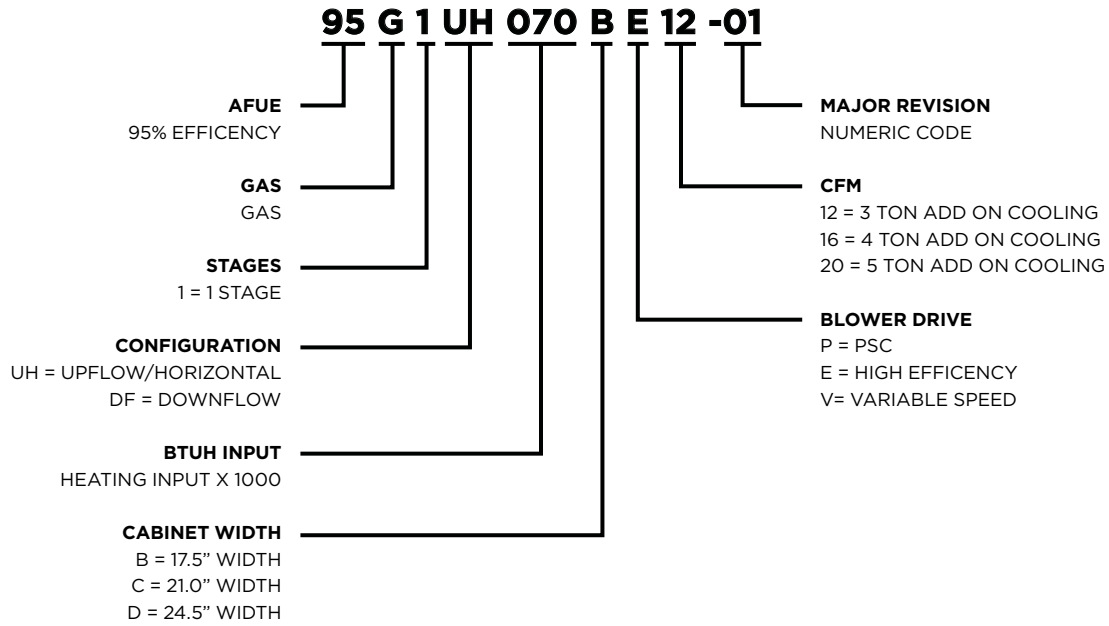 95 G 1 UH 070 B E 12 -01
AFUE
95% EFFICENCY
GAS
GAS
STAGES
1 = 1 STAGE
CONFIGURATION
UH = UPFLOW/HORIZONTAL
DF = DOWNFLOW
BTUH INPUT
HEATING INPUT X 1000
CABINET WIDTH
B = 17.5” WIDTH
C = 21.0” WIDTH
D = 24.5” WIDTH
MAJOR REVISION
NUMERIC CODE
CFM
12 = 3 TON ADD ON COOLING
16 = 4 TON ADD ON COOLING
20 = 5 TON ADD ON COOLING
BLOWER DRIVE
P = PSC
E = HIGH EFFICENCY
V= VARIABLE SPEED